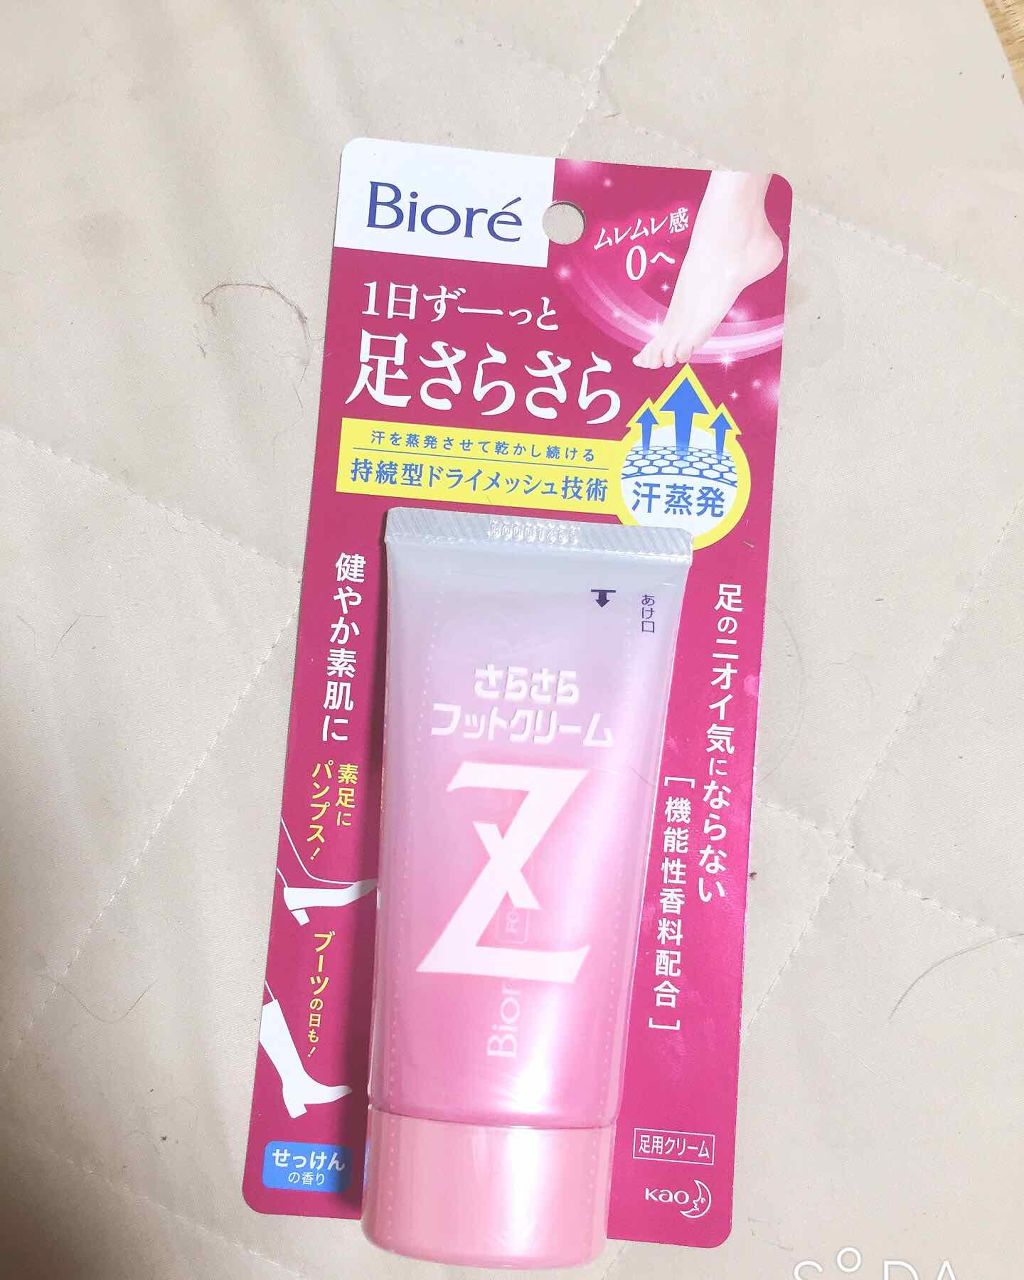 Bioré
ムレムレ感
0へ
1日ず―っと
足さらさら
汗を蒸発させて乾かし続ける
持続型ドライメッシュ技術
汗蒸発
健やか素肌に
素足に
パンプス!
ブーツの日も!
足のニオイ気にならない
[機能性香料配合]
あけ口
さらさら
フットクリーム
Z
せっけん
の香り
足用クリーム
Kao